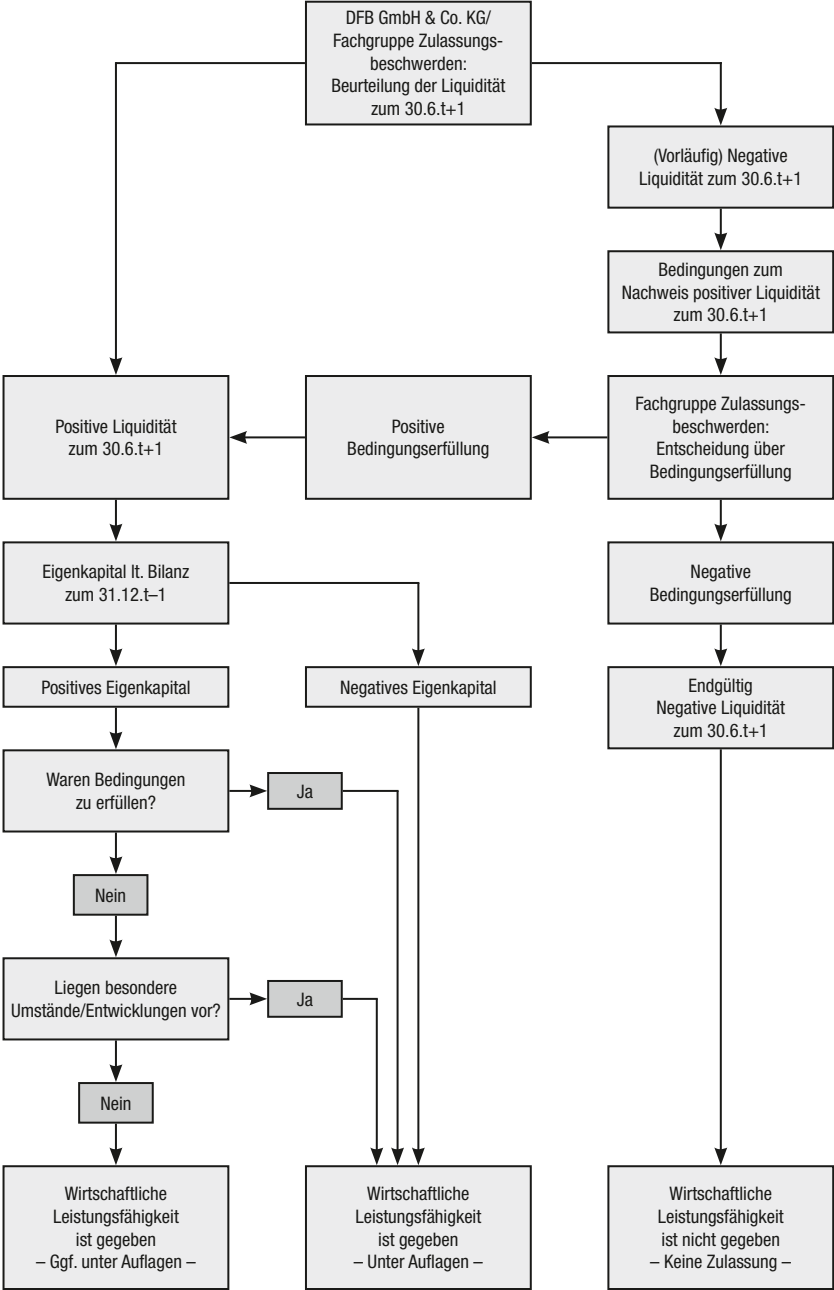 DFB GmbH & Co. KG/
Fachgruppe Zulassungs-
beschwerden:
Beurteilung der Liquidität
zum 30.6.t+1
(Vorläufig) Negative
Liquidität zum 30.6.t+1
Bedingungen zum
Nachweis positiver Liquidität
zum 30.6.t+1
Positive Liquidität
zum 30.6.t+1
Positive
Bedingungserfüllung
Fachgruppe Zulassungs-
beschwerden:
Entscheidung über
Bedingungserfüllung
Eigenkapital lt. Bilanz
zum 31.12.t–1
Negative
Bedingungserfüllung
Positives Eigenkapital
Negatives Eigenkapital
Endgültig
Negative Liquidität
zum 30.6.t+1
Waren Bedingungen
zu erfüllen?
Ja
Nein
Liegen besondere
Umstände/Entwicklungen vor?
Ja
Nein
Wirtschaftliche
Leistungsfähigkeit
ist gegeben
– Ggf. unter Auflagen –
Wirtschaftliche
Leistungsfähigkeit
ist gegeben
– Unter Auflagen –
Wirtschaftliche
Leistungsfähigkeit
ist nicht gegeben
– Keine Zulassung –